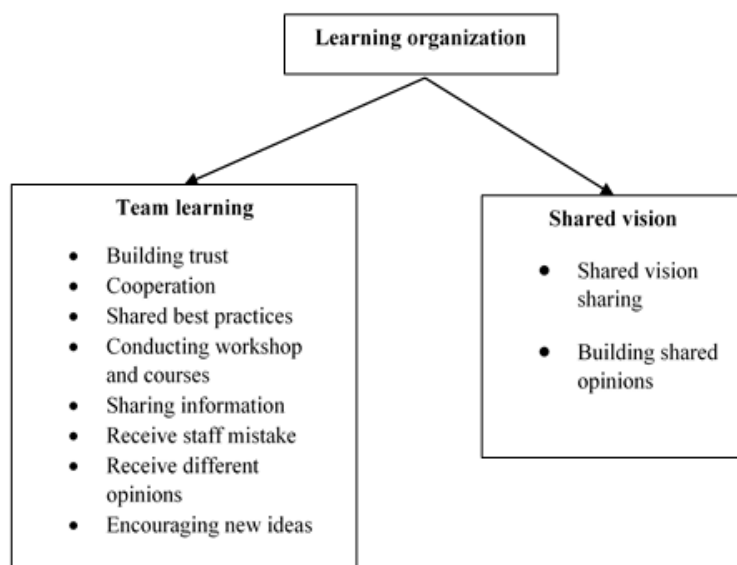 Learning organization
Team learning
• Building trust
• Cooperation
• Shared best practices
• Conducting workshop
and courses
• Sharing information
• Receive staff mistake
• Receive different
opinions
• Encouraging new ideas
Shared vision
• Shared vision
sharing
• Building shared
opinions